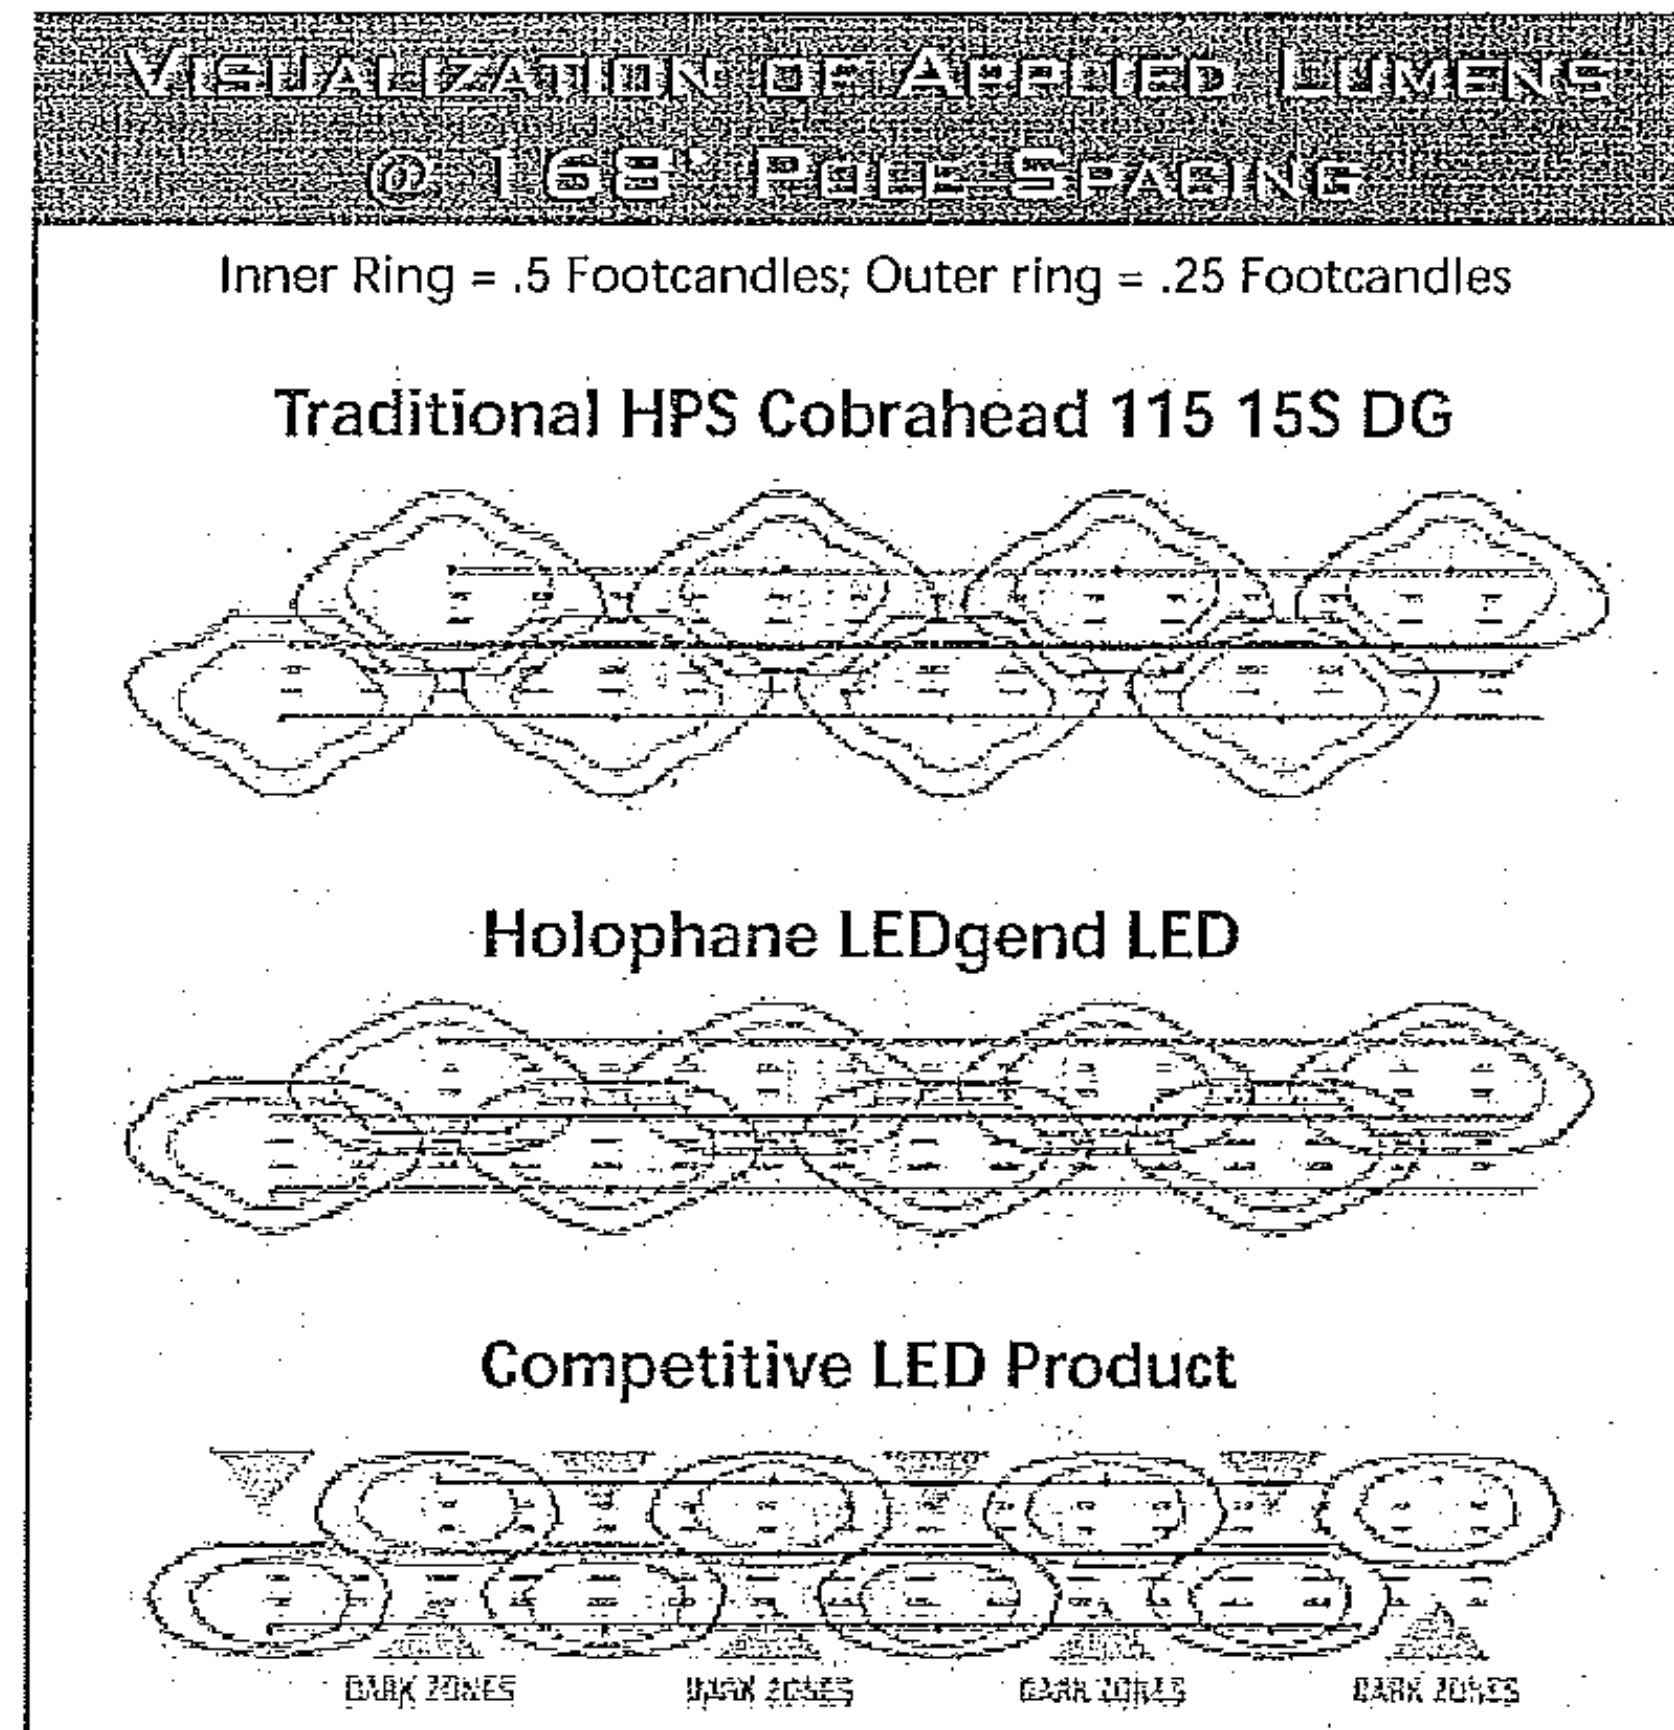 VISUALIZATION OF APPLIED LUMENS
@ 168' POLE SPACING
Inner Ring = .5 Footcandles; Outer ring = .25 Footcandles
Traditional HPS Cobrahead 115 15S DG
Holophane LEDgend LED
Competitive LED Product
DARK ZONES DARK ZONES DARK ZONES DARK ZONES